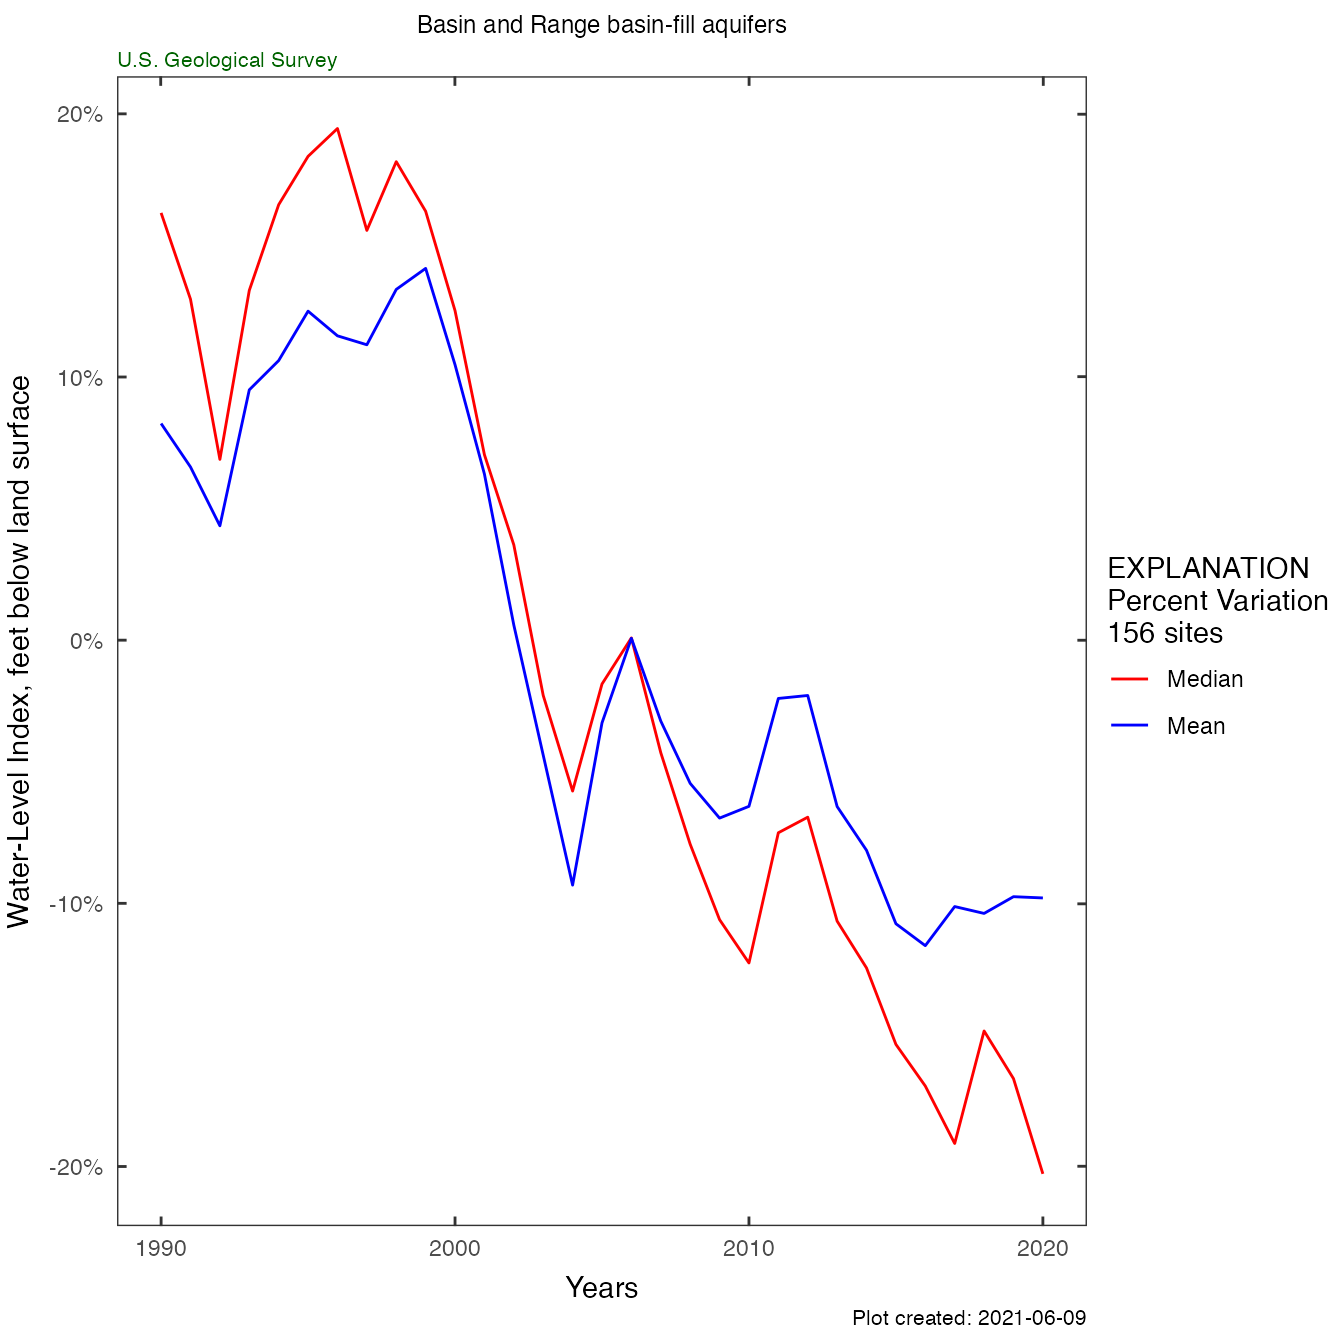 Basin and Range basin-fill aquifers
U.S. Geological Survey
Water-Level Index, feet below land surface
20%
10%
0%
-10%
-20%
1990
2000
2010
2020
Years
EXPLANATION
Percent Variation
156 sites
Median
Mean
Plot created: 2021-06-09